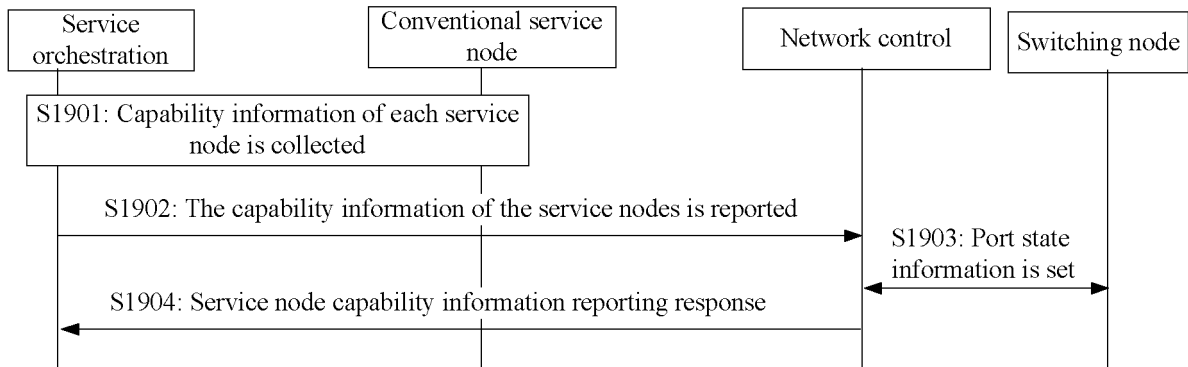 Service
orchestration
Conventional service
node
Network control
Switching node
S1901: Capability information of each service
node is collected
S1902: The capability information of the service nodes is reported
S1903: Port state
information is set
S1904: Service node capability information reporting response